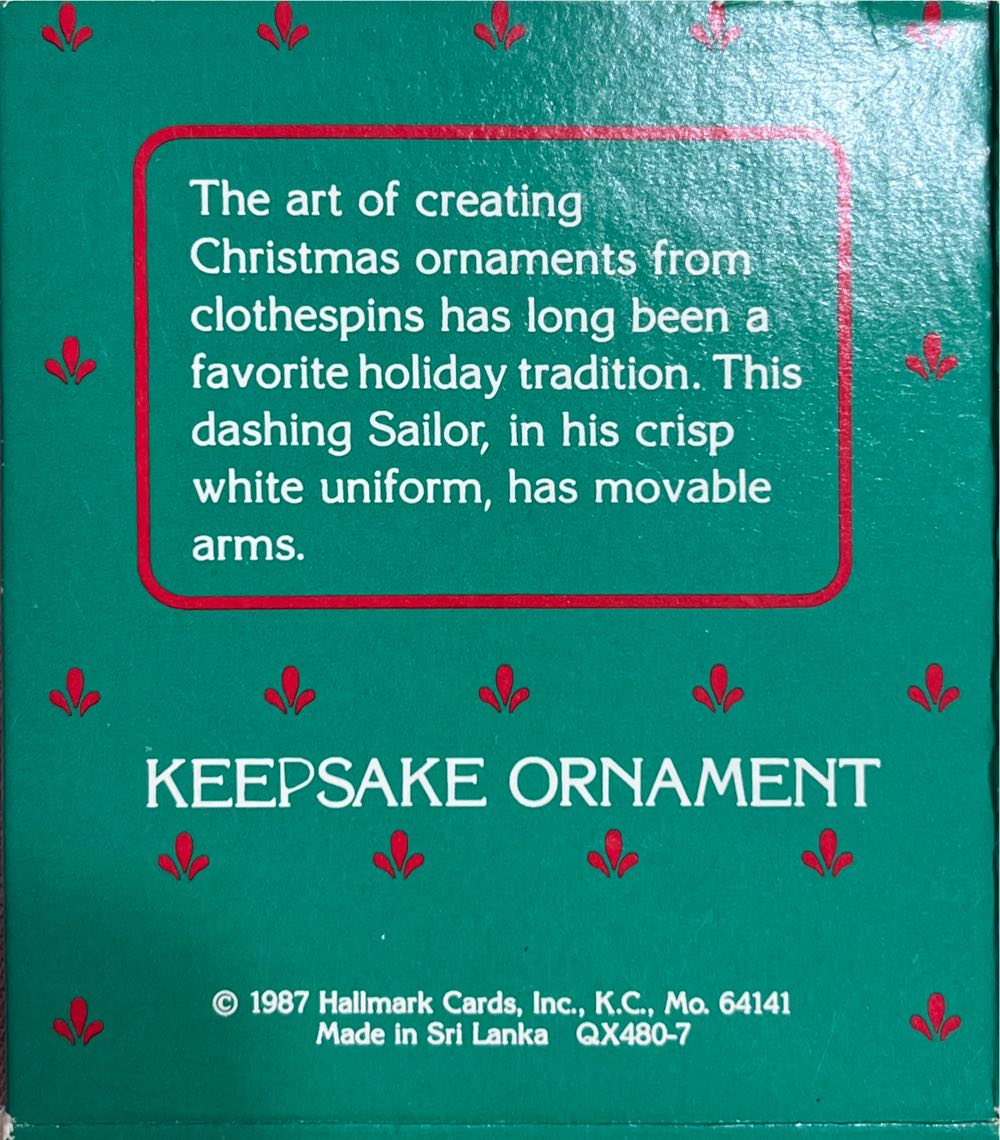 The art of creating
Christmas ornaments from
clothespins has long been a
favorite holiday tradition. This
dashing Sailor, in his crisp
white uniform, has movable
arms.
KEEPSAKE ORNAMENT
© 1987 Hallmark Cards, Inc., K.C., Mo. 64141
Made in Sri Lanka QX480-7